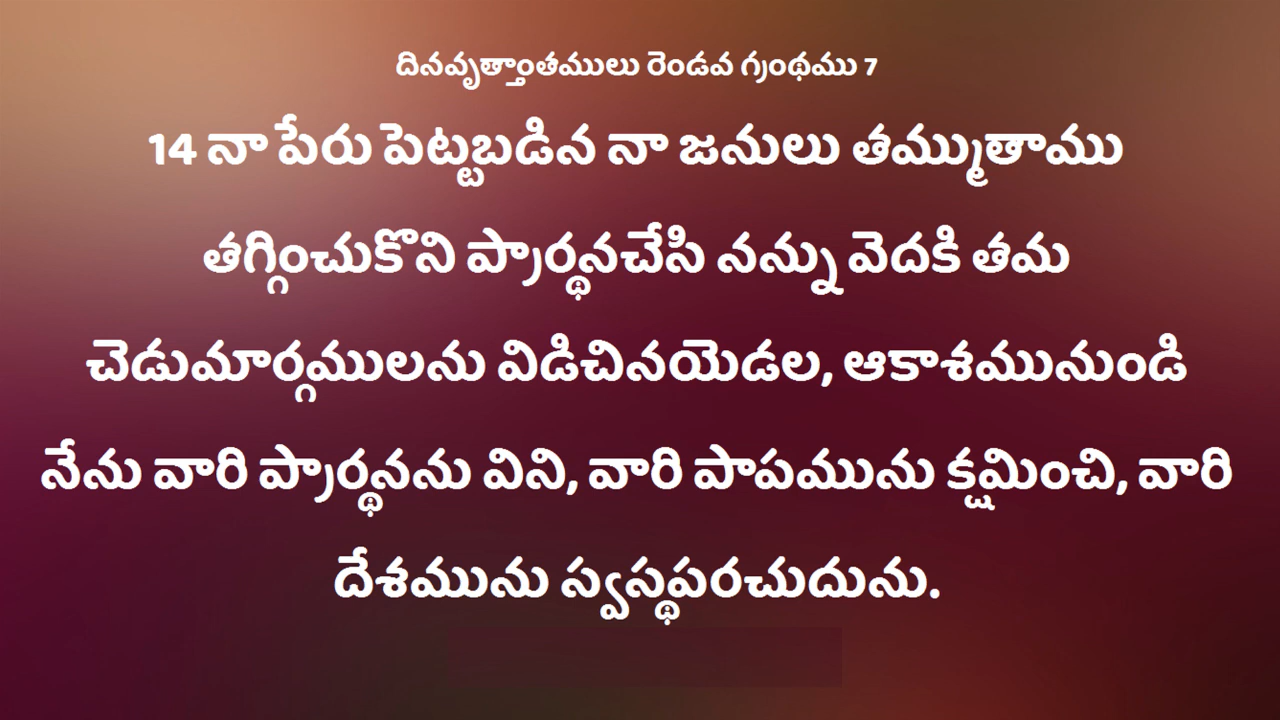 దినవృత్తాంతములు రెండవ గ్రంథము 7
14 నా పేరు పెట్టబడిన నా జనులు తమ్ముతాము
తగ్గించుకొని ప్రార్థనచేసి నన్ను వెదకి తమ
చెడుమార్గములను విడిచినయెడల, ఆకాశమునుండి
నేను వారి ప్రార్థనను విని, వారి పాపమును క్షమించి, వారి
దేశమును స్వస్థపరచుదును.